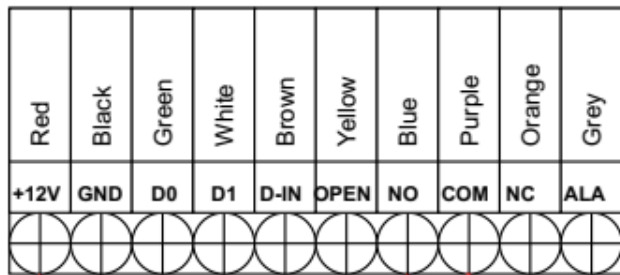 Red Black Green White Brown Yellow Blue Purple Orange Grey
+12V GND D0 D1 D-IN OPEN NO COM NC ALA